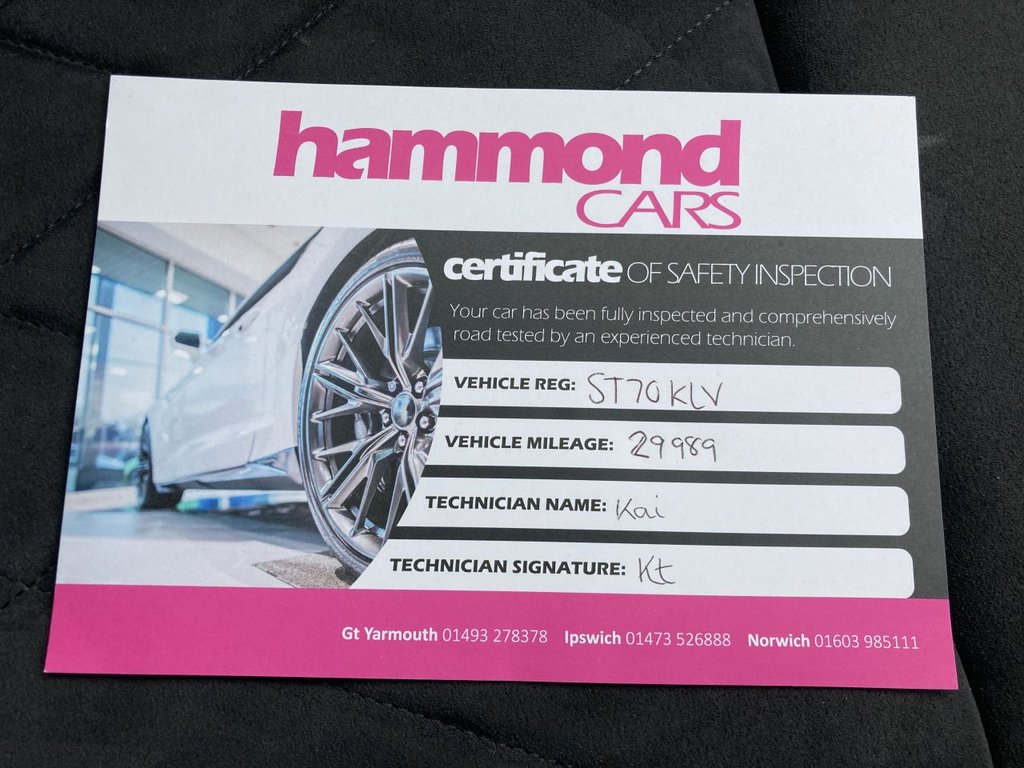 hammond
CARS
certificate OF SAFETY INSPECTION
Your car has been fully inspected and comprehensively
road tested by an experienced technician.
VEHICLE REG: ST70KLV
VEHICLE MILEAGE: 29989
TECHNICIAN NAME: Kai
TECHNICIAN SIGNATURE: Kt
Gt Yarmouth 01493 278378 Ipswich 01473 526888 Norwich 01603 985111